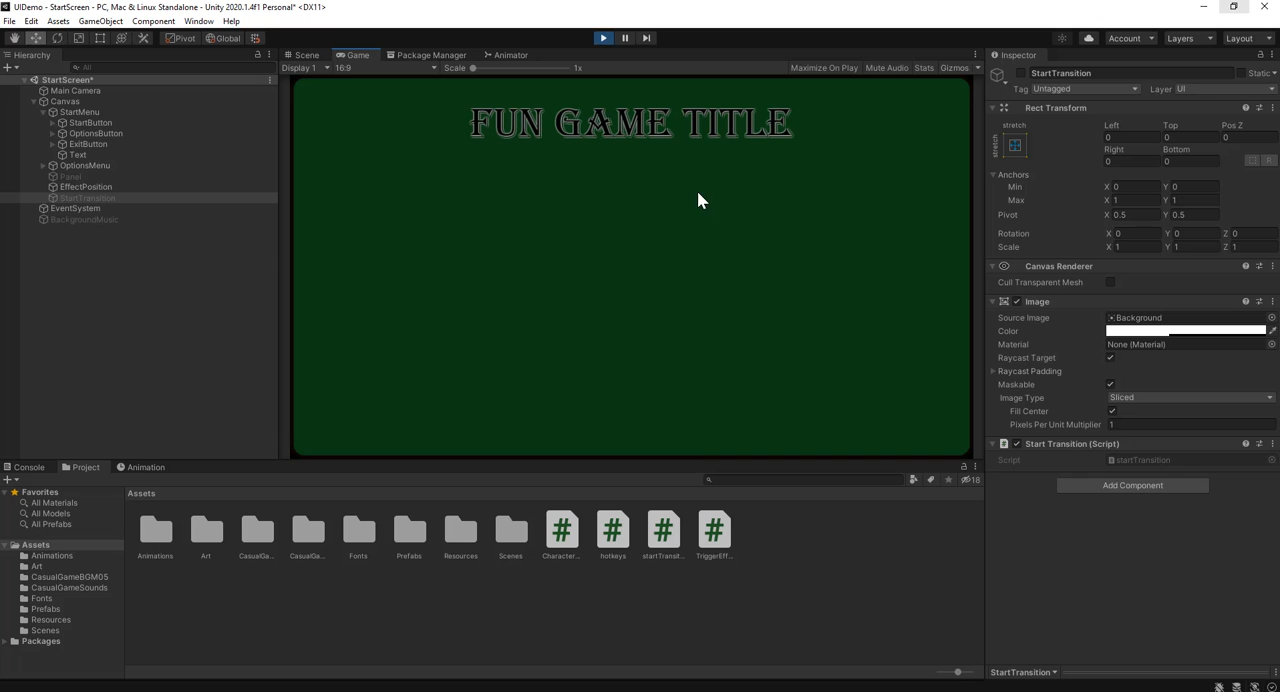 UIDemo - StartScreen - PC, Mac & Linux Standalone - Unity 2020.1.4f1 Personal* <DX11>
File Edit Assets GameObject Component Window Help
Pivot Global Account Layers Layout
Hierarchy
All
StartScreen*
Main Camera
Canvas
StartMenu
StartButton
OptionsButton
ExitButton
Text
OptionsMenu
Panel
EffectPosition
StartTransition
EventSystem
BackgroundMusic
Scene Game Package Manager Animator
Display 1 16:9 Scale 1x Maximize On Play Mute Audio Stats Gizmos
FUN GAME TITLE
Inspector
StartTransition Static
Tag Untagged Layer UI
Rect Transform
stretch
stretch
Left Top Pos Z
0 0 0
Right Bottom
0 0 R
Anchors
Min X 0 Y 0
Max X 1 Y 1
Pivot X 0.5 Y 0.5
Rotation X 0 Y 0 Z 0
Scale X 1 Y 1 Z 1
Canvas Renderer
Cull Transparent Mesh
Image
Source Image Background
Color
Material None (Material)
Raycast Target
Raycast Padding
Maskable
Image Type Sliced
Fill Center
Pixels Per Unit Multiplier 1
Start Transition (Script)
Script startTransition
Add Component
StartTransition
Console Project Animation
18
Favorites
All Materials
All Models
All Prefabs
Assets
Animations
Art
CasualGameBGM05
CasualGameSounds
Fonts
Prefabs
Resources
Scenes
Packages
Assets
Animations Art CasualGa... CasualGa... Fonts Prefabs Resources Scenes Character... hotkeys startTransit... TriggerEff...